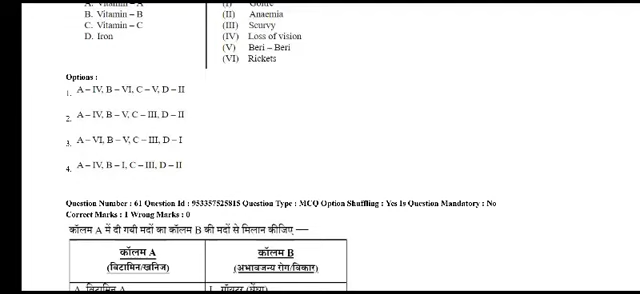 B. Vitamin – B (II) Anaemia
C. Vitamin – C (III) Scurvy
D. Iron (IV) Loss of vision
(V) Beri – Beri
(VI) Rickets
Options :
1. A – IV, B – VI, C – V, D – II
2. A – IV, B – V, C – III, D – II
3. A – VI, B – V, C – III, D – I
4. A – IV, B – I, C – III, D – II
Question Number : 61 Question Id : 953357525815 Question Type : MCQ Option Shuffling : Yes Is Question Mandatory : No
Correct Marks : 1 Wrong Marks : 0
कॉलम A में दी गयी मदों का कॉलम B की मदों से मिलान कीजिए —
कॉलम A कॉलम B
(विटामिन/खनिज) (अभावजन्य रोग/विकार)